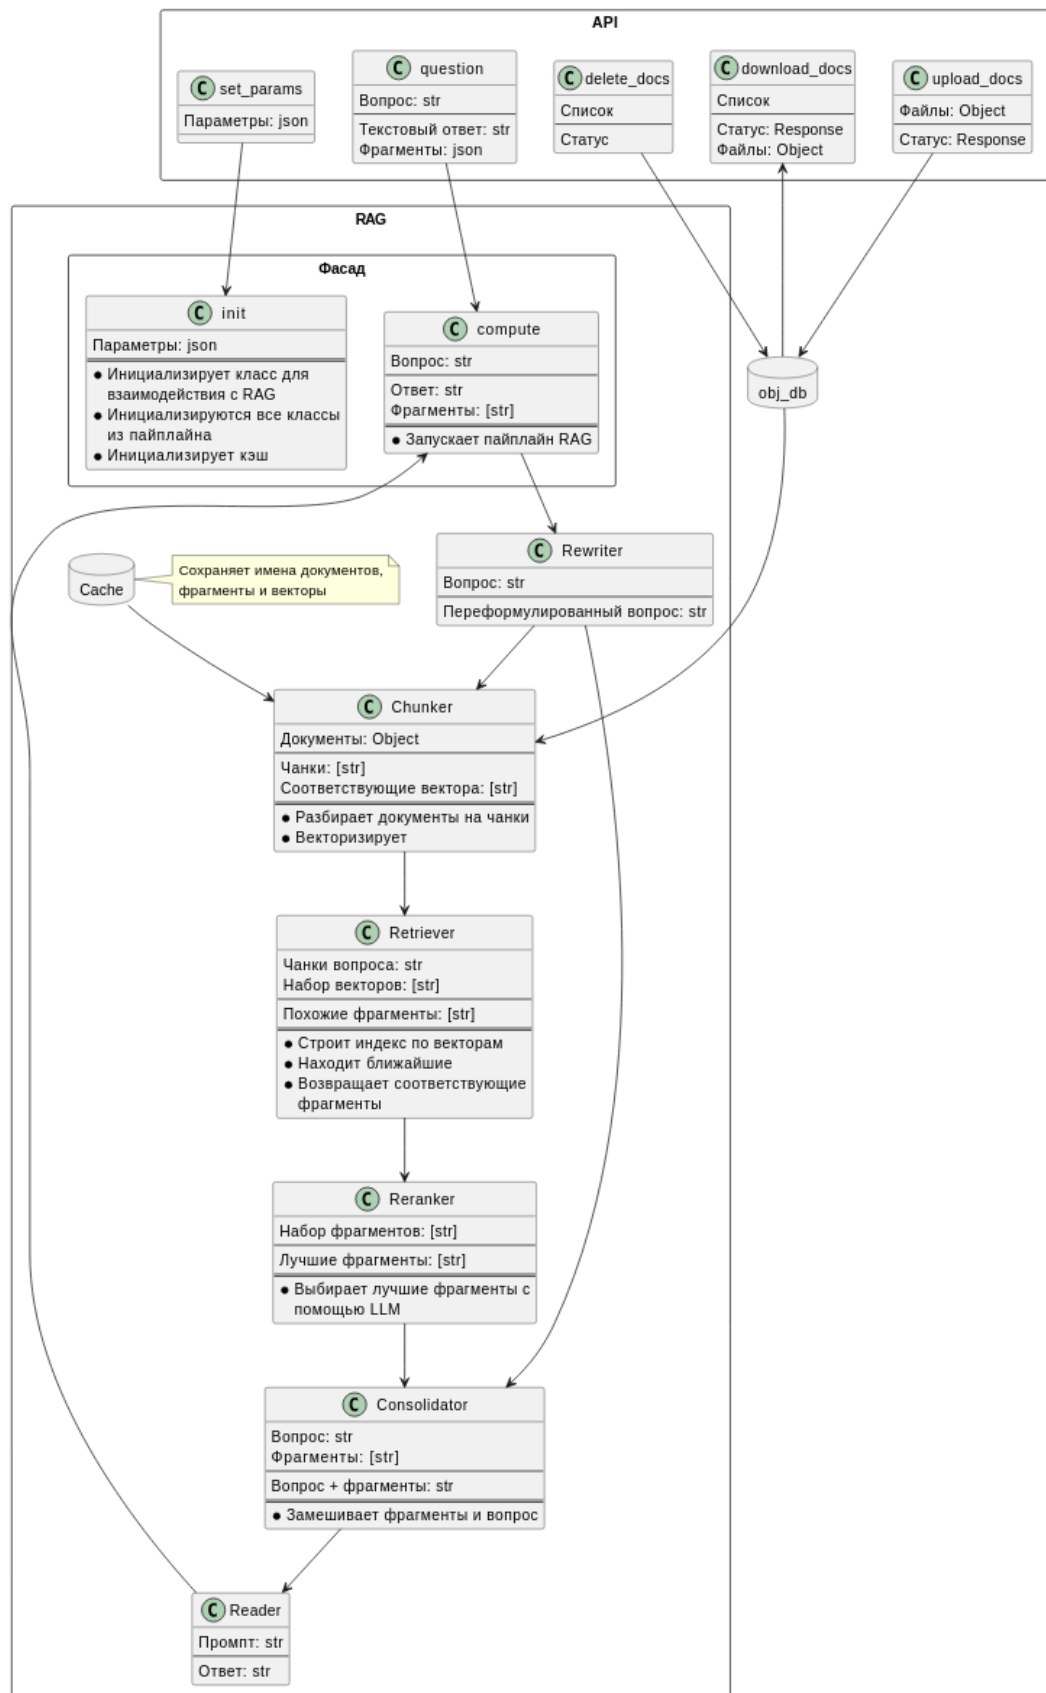 API
C set_params
Параметры: json
C question
Вопрос: str
Текстовый ответ: str
Фрагменты: json
C delete_docs
Список
Статус
C download_docs
Список
Статус: Response
Файлы: Object
C upload_docs
Файлы: Object
Статус: Response
RAG
Фасад
C init
Параметры: json
• Инициализирует класс для
взаимодействия с RAG
• Инициализируются все классы
из пайплайна
• Инициализирует кэш
C compute
Вопрос: str
Ответ: str
Фрагменты: [str]
• Запускает пайплайн RAG
obj_db
Cache
Сохраняет имена документов,
фрагменты и векторы
C Rewriter
Вопрос: str
Переформулированный вопрос: str
C Chunker
Документы: Object
Чанки: [str]
Соответствующие вектора: [str]
• Разбирает документы на чанки
• Векторизирует
C Retriever
Чанки вопроса: str
Набор векторов: [str]
Похожие фрагменты: [str]
• Строит индекс по векторам
• Находит ближайшие
• Возвращает соответствующие
фрагменты
C Reranker
Набор фрагментов: [str]
Лучшие фрагменты: [str]
• Выбирает лучшие фрагменты с
помощью LLM
C Consolidator
Вопрос: str
Фрагменты: [str]
Вопрос + фрагменты: str
• Замешивает фрагменты и вопрос
C Reader
Промпт: str
Ответ: str